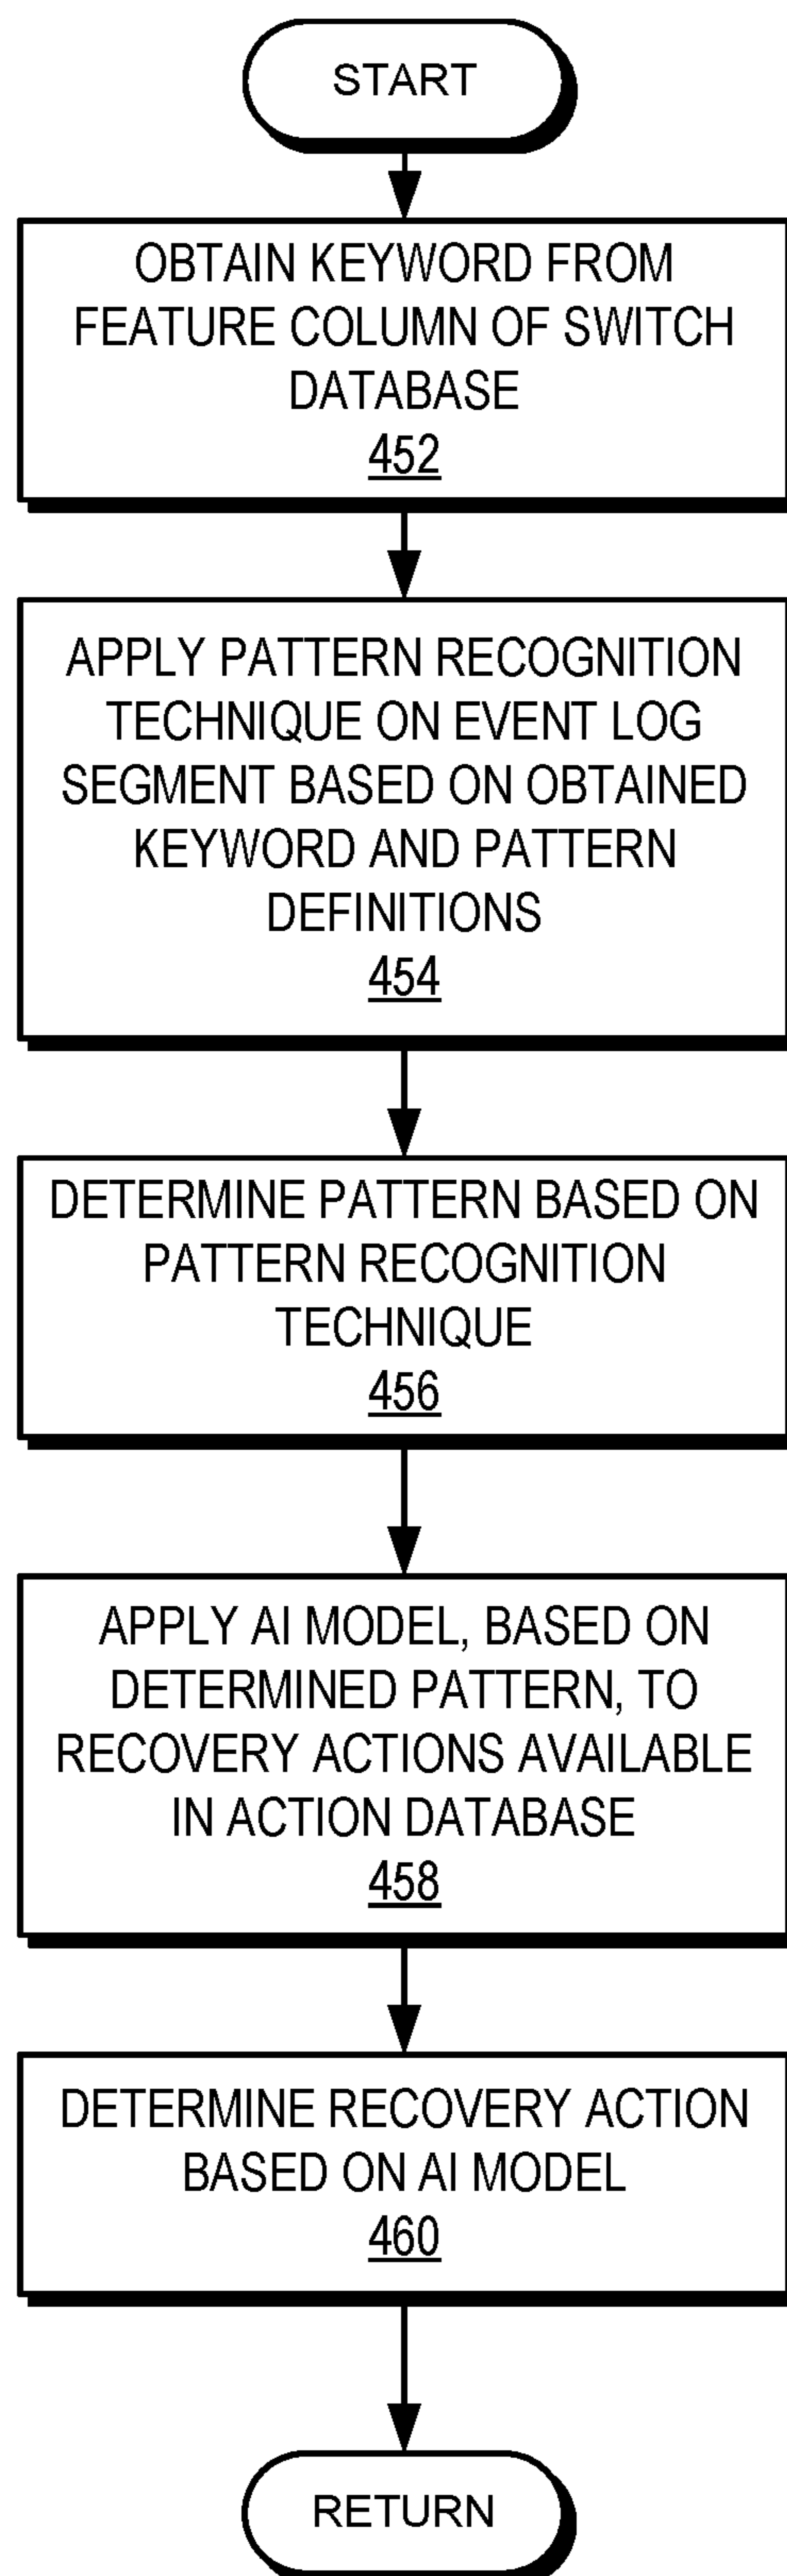 START
OBTAIN KEYWORD FROM
FEATURE COLUMN OF SWITCH
DATABASE
452
APPLY PATTERN RECOGNITION
TECHNIQUE ON EVENT LOG
SEGMENT BASED ON OBTAINED
KEYWORD AND PATTERN
DEFINITIONS
454
DETERMINE PATTERN BASED ON
PATTERN RECOGNITION
TECHNIQUE
456
APPLY AI MODEL, BASED ON
DETERMINED PATTERN, TO
RECOVERY ACTIONS AVAILABLE
IN ACTION DATABASE
458
DETERMINE RECOVERY ACTION
BASED ON AI MODEL
460
RETURN